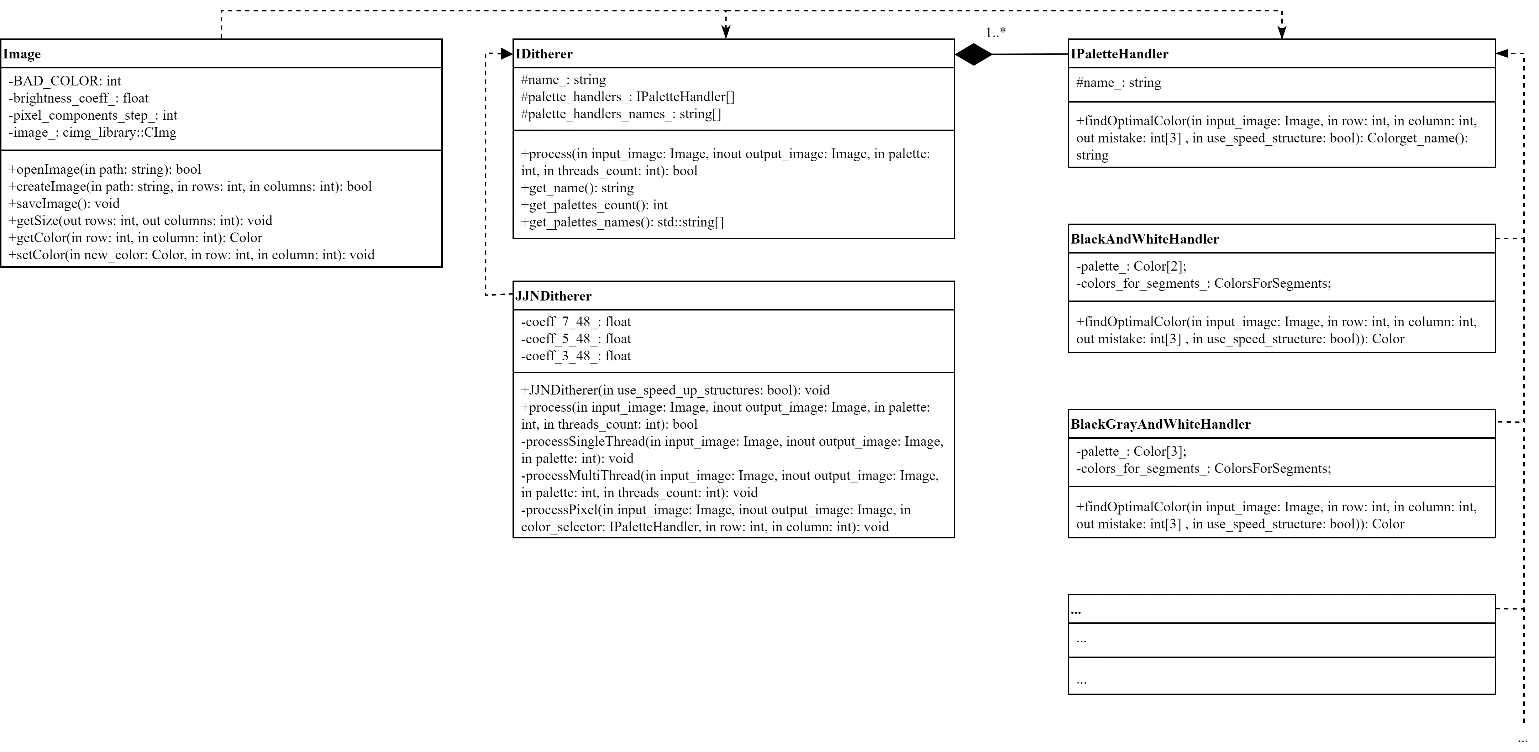 Image
-BAD_COLOR: int
-brightness_coeff_: float
-pixel_components_step_: int
-image_: cimg_library::CImg
+openImage(in path: string): bool
+createImage(in path: string, in rows: int, in columns: int): bool
+saveImage(): void
+getSize(out rows: int, out columns: int): void
+getColor(in row: int, in column: int): Color
+setColor(in new_color: Color, in row: int, in column: int): void
IDitherer
#name_: string
#palette_handlers_: IPaletteHandler[]
#palette_handlers_names_: string[]
+process(in input_image: Image, inout output_image: Image, in palette:
int, in threads_count: int): bool
+get_name(): string
+get_palettes_count(): int
+get_palettes_names(): std::string[]
JJNDitherer
-coeff_7_48_: float
-coeff_5_48_: float
-coeff_3_48_: float
+JJNDitherer(in use_speed_up_structures: bool): void
+process(in input_image: Image, inout output_image: Image, in palette:
int, in threads_count: int): bool
-processSingleThread(in input_image: Image, inout output_image: Image,
in palette: int): void
-processMultiThread(in input_image: Image, inout output_image: Image,
in palette: int, in threads_count: int): void
-processPixel(in input_image: Image, inout output_image: Image, in
color_selector: IPaletteHandler, in row: int, in column: int): void
1..*
IPaletteHandler
#name_: string
+findOptimalColor(in input_image: Image, in row: int, in column: int,
out mistake: int[3] , in use_speed_structure: bool): Colorget_name():
string
BlackAndWhiteHandler
-palette_: Color[2];
-colors_for_segments_: ColorsForSegments;
+findOptimalColor(in input_image: Image, in row: int, in column: int,
out mistake: int[3] , in use_speed_structure: bool)): Color
BlackGrayAndWhiteHandler
-palette_: Color[3];
-colors_for_segments_: ColorsForSegments;
+findOptimalColor(in input_image: Image, in row: int, in column: int,
out mistake: int[3] , in use_speed_structure: bool)): Color
...
...
...
...